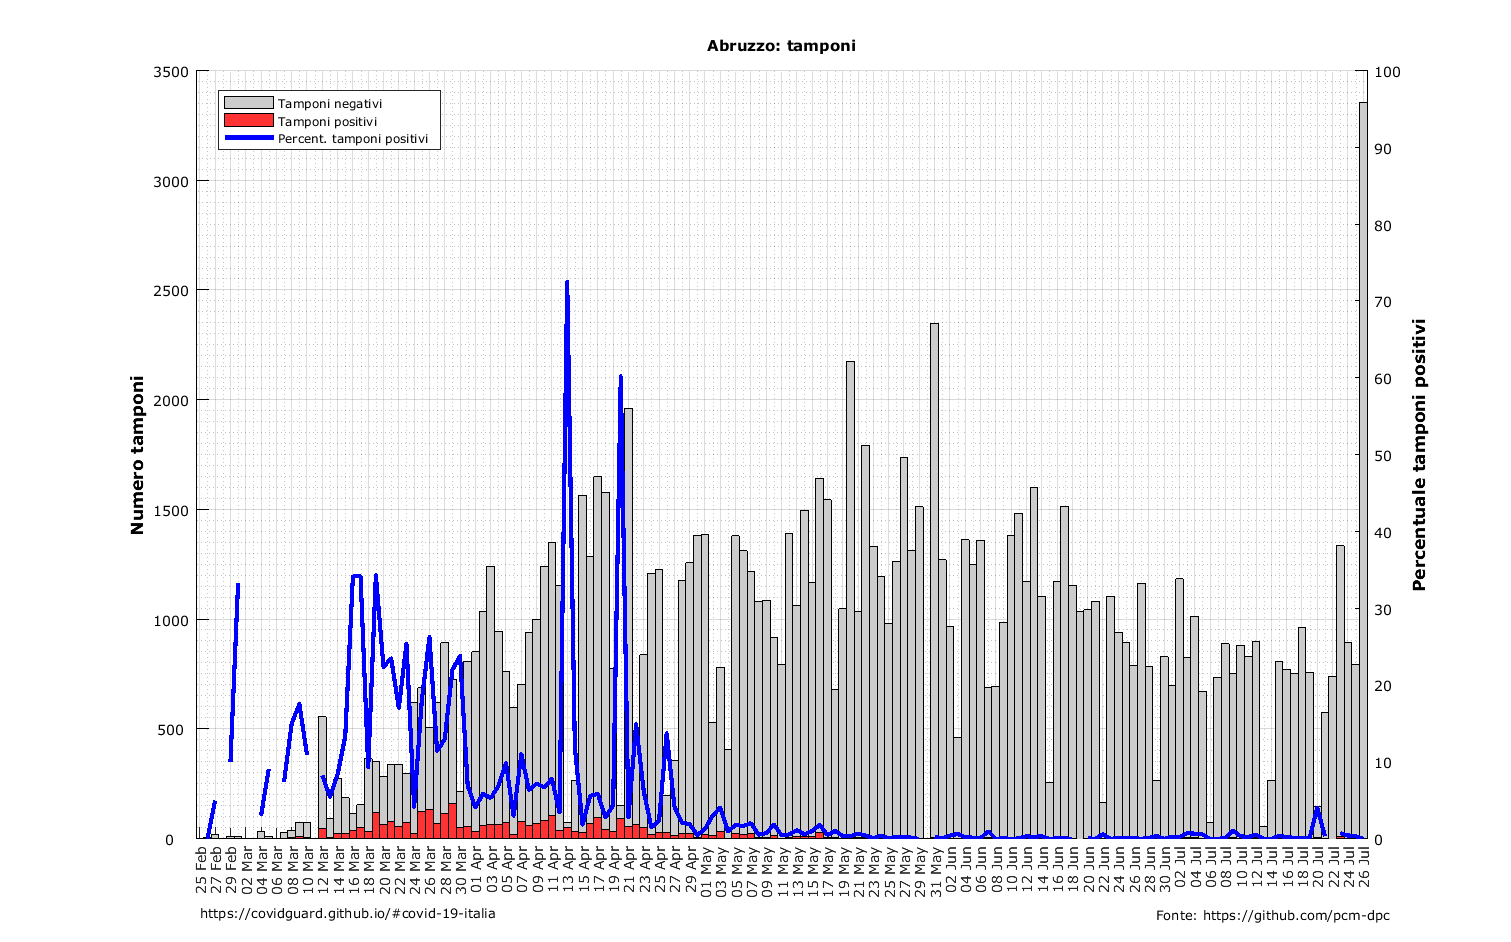 Abruzzo: tamponi
3500
3000
2500
2000
1500
1000
500
0
Numero tamponi
Tamponi negativi
Tamponi positivi
Percent. tamponi positivi
100
90
80
70
60
50
40
30
20
10
0
Percentuale tamponi positivi
25 Feb
27 Feb
29 Feb
02 Mar
04 Mar
06 Mar
08 Mar
10 Mar
12 Mar
14 Mar
16 Mar
18 Mar
20 Mar
22 Mar
24 Mar
26 Mar
28 Mar
30 Mar
01 Apr
03 Apr
05 Apr
07 Apr
09 Apr
11 Apr
13 Apr
15 Apr
17 Apr
19 Apr
21 Apr
23 Apr
25 Apr
27 Apr
29 Apr
01 May
03 May
05 May
07 May
09 May
11 May
13 May
15 May
17 May
19 May
21 May
23 May
25 May
27 May
29 May
31 May
02 Jun
04 Jun
06 Jun
08 Jun
10 Jun
12 Jun
14 Jun
16 Jun
18 Jun
20 Jun
22 Jun
24 Jun
26 Jun
28 Jun
30 Jun
02 Jul
04 Jul
06 Jul
08 Jul
10 Jul
12 Jul
14 Jul
16 Jul
18 Jul
20 Jul
22 Jul
24 Jul
26 Jul
https://covidguard.github.io/#covid-19-italia
Fonte: https://github.com/pcm-dpc